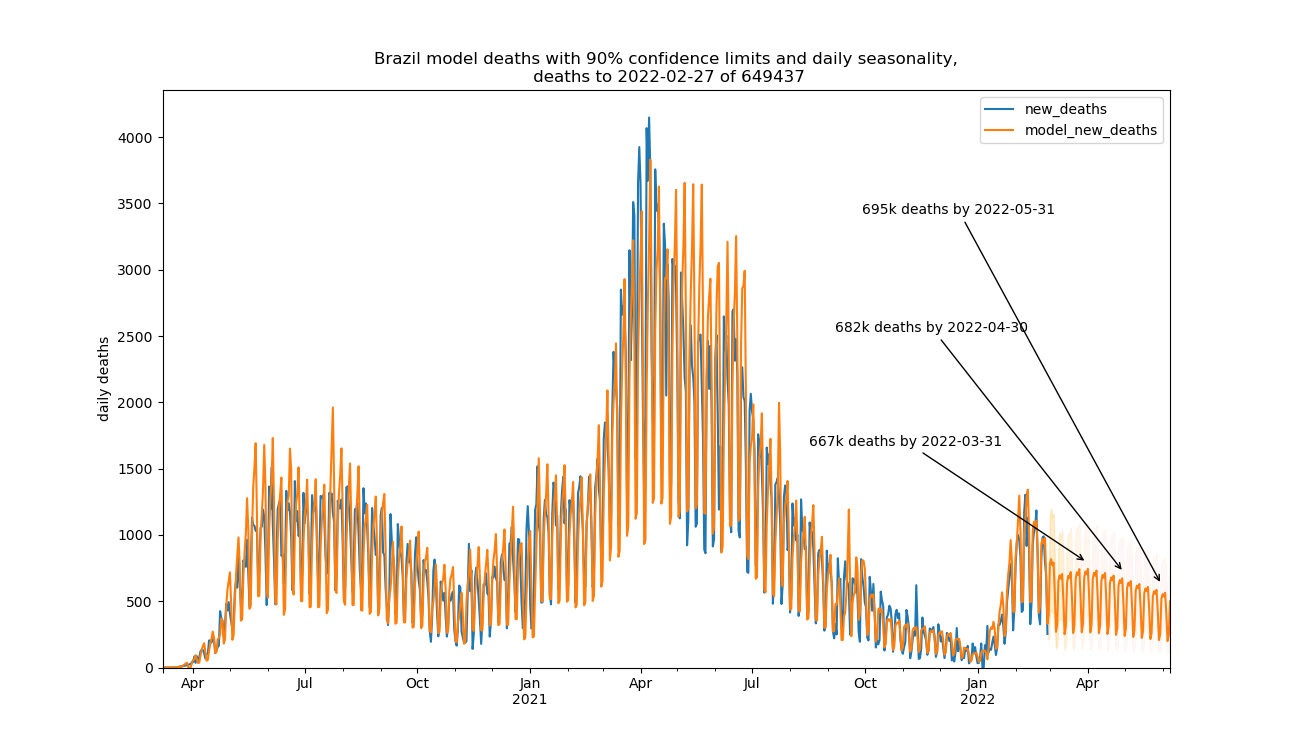 Brazil model deaths with 90% confidence limits and daily seasonality,
deaths to 2022-02-27 of 649437
new_deaths
model_new_deaths
4000
3500
3000
2500
2000
1500
1000
500
0
daily deaths
695k deaths by 2022-05-31
682k deaths by 2022-04-30
667k deaths by 2022-03-31
Apr Jul Oct Jan Apr Jul Oct Jan Apr
2021 2022